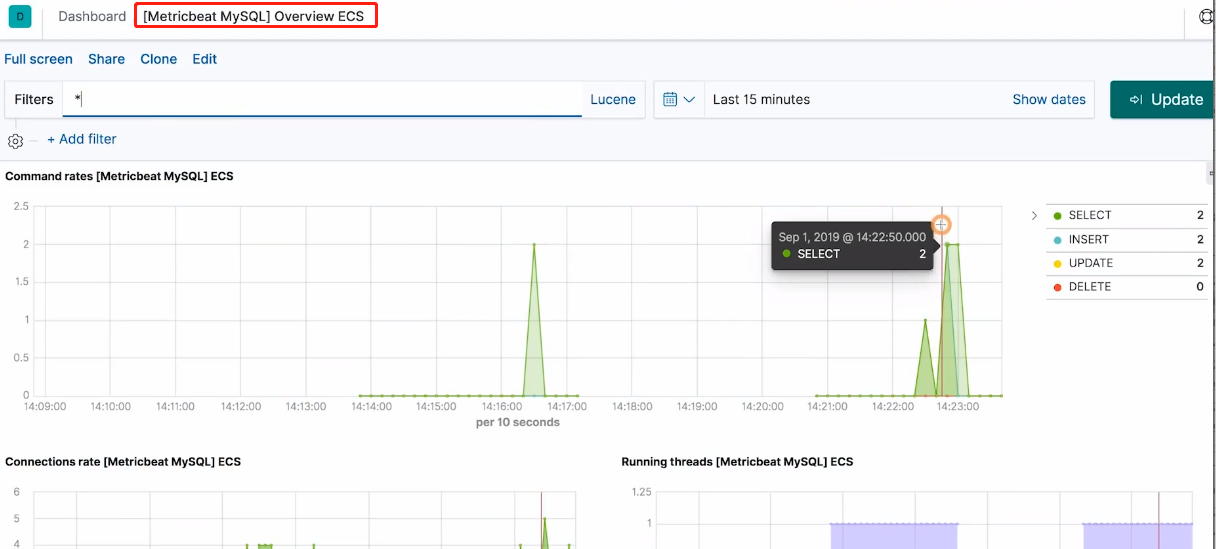 D Dashboard [Metricbeat MySQL] Overview ECS
Full screen Share Clone Edit
Filters * Lucene Last 15 minutes Show dates Update
+ Add filter
Command rates [Metricbeat MySQL] ECS
2.5
2
1.5
1
0.5
0
14:09:00 14:10:00 14:11:00 14:12:00 14:13:00 14:14:00 14:15:00 14:16:00 14:17:00 14:18:00 14:19:00 14:20:00 14:21:00 14:22:00 14:23:00
per 10 seconds
Sep 1, 2019 @ 14:22:50.000
SELECT 2
SELECT 2
INSERT 2
UPDATE 2
DELETE 0
Connections rate [Metricbeat MySQL] ECS
6
5
4
Running threads [Metricbeat MySQL] ECS
1.25
1